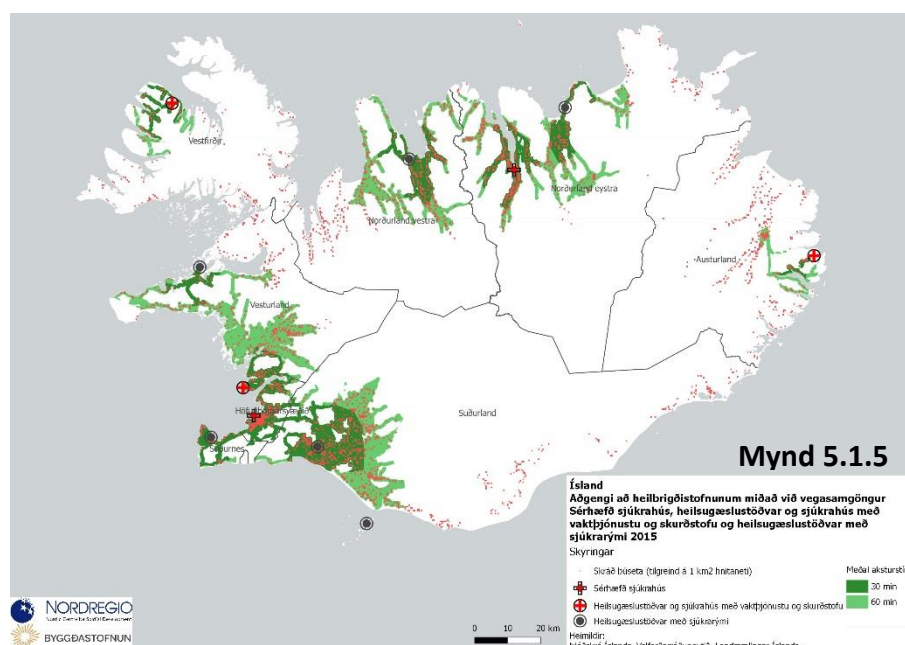 Vestfirðir
Norðurland vestra
Norðurland eystra
Austurland
Vesturland
Suðurland
Suðurnes
Mynd 5.1.5
Ísland
Aðgengi að heilbrigðistofnunum miðað við vegasamgöngur
Sérhæfð sjúkrahús, heilsugæslustöðvar og sjúkrahús með
vaktþjónustu og skurðstofu og heilsugæslustöðvar með
sjúkrarými 2015
Skýringar
Skráð búseta (tilgreind á 1 km2 hnitaneti)
Sérhæfð sjúkrahús
Heilsugæslustöðvar og sjúkrahús með vaktþjónustu og skurðstofu
Heilsugæslustöðvar með sjúkrarými
Heimildir:
Meðal aksturstí
30 min
60 min
0 10 20 km
NORDREGIO
BYGGÐASTOFNUN